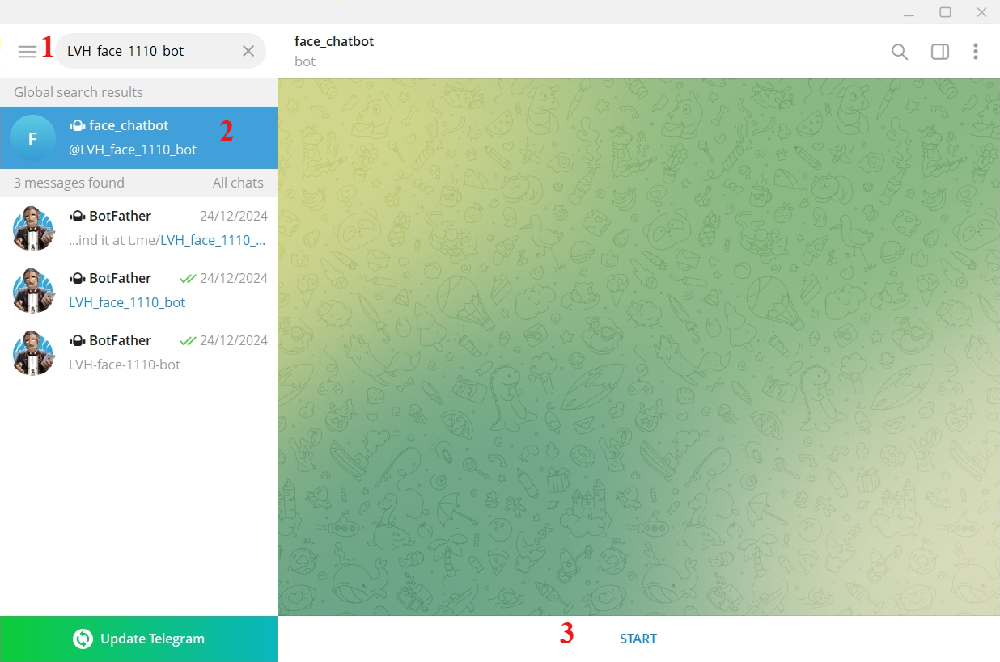 1
LVH_face_1110_bot
Global search results
F
face_chatbot
2
@LVH_face_1110_bot
3 messages found
All chats
BotFather
24/12/2024
...ind it at t.me/LVH_face_1110_...
BotFather
24/12/2024
LVH_face_1110_bot
BotFather
24/12/2024
LVH-face-1110-bot
Update Telegram
face_chatbot
bot
3
START